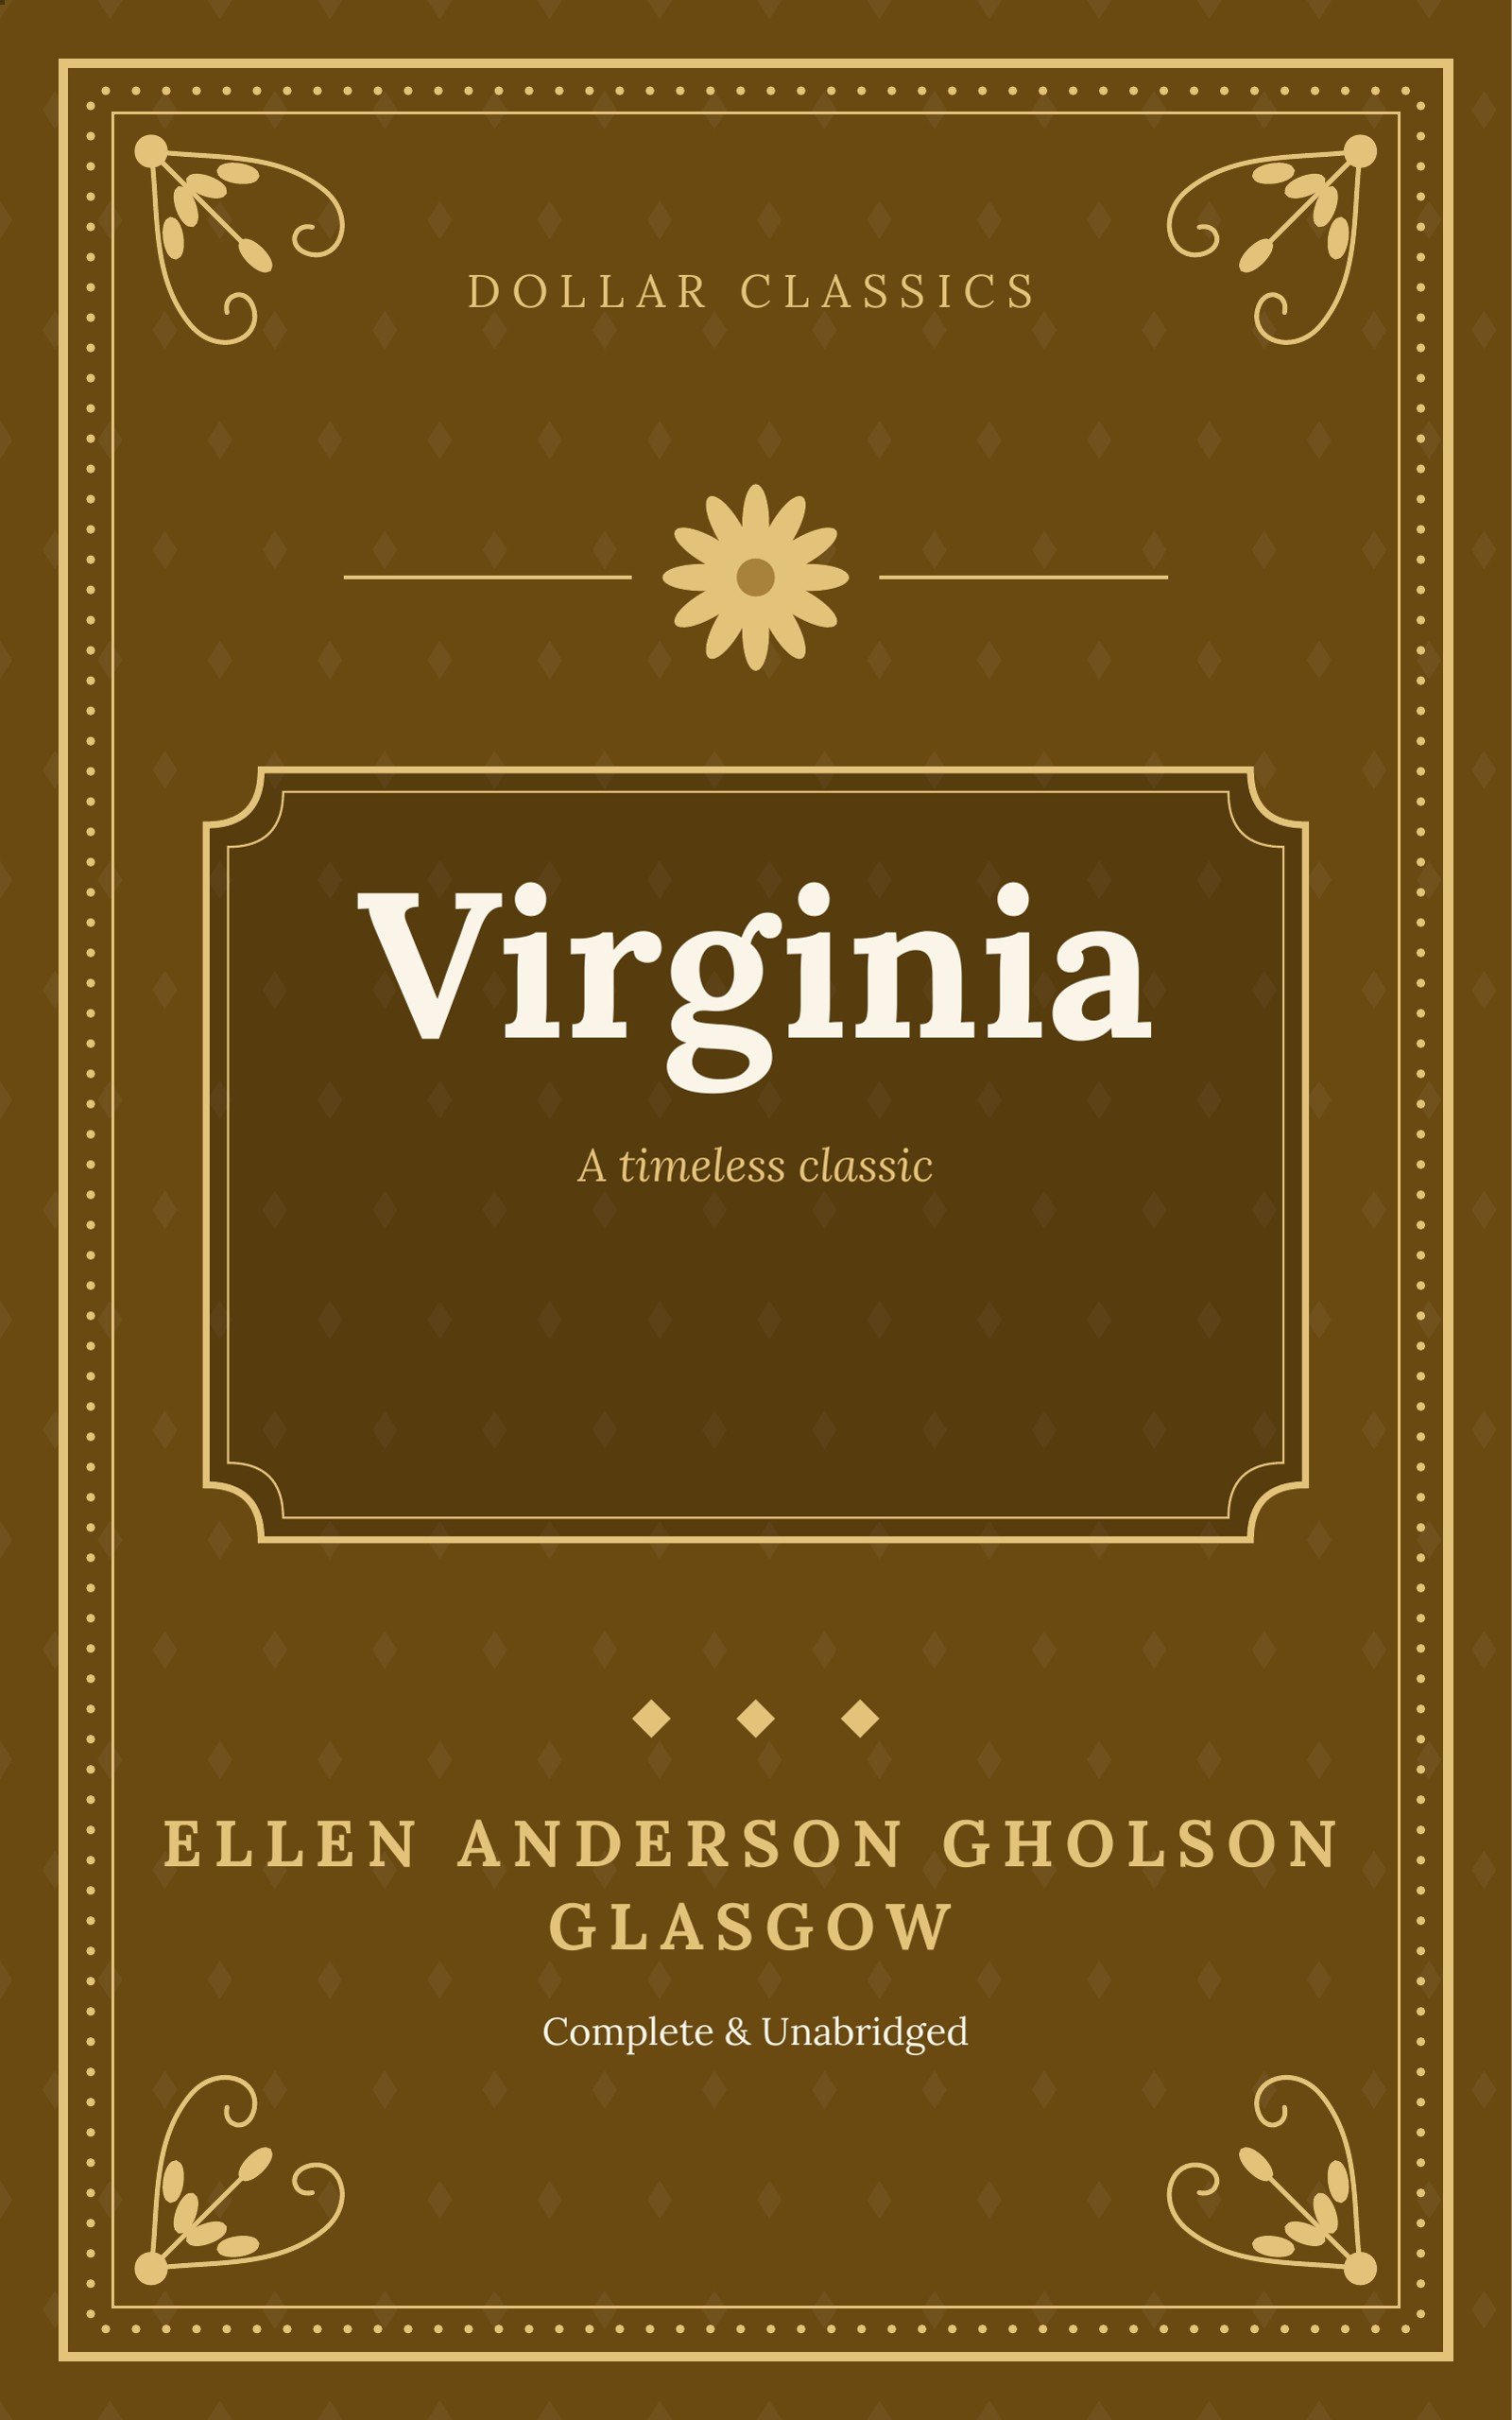 DOLLAR CLASSICS
Virginia
A timeless classic
ELLEN ANDERSON GHOLSON
GLASGOW
Complete & Unabridged